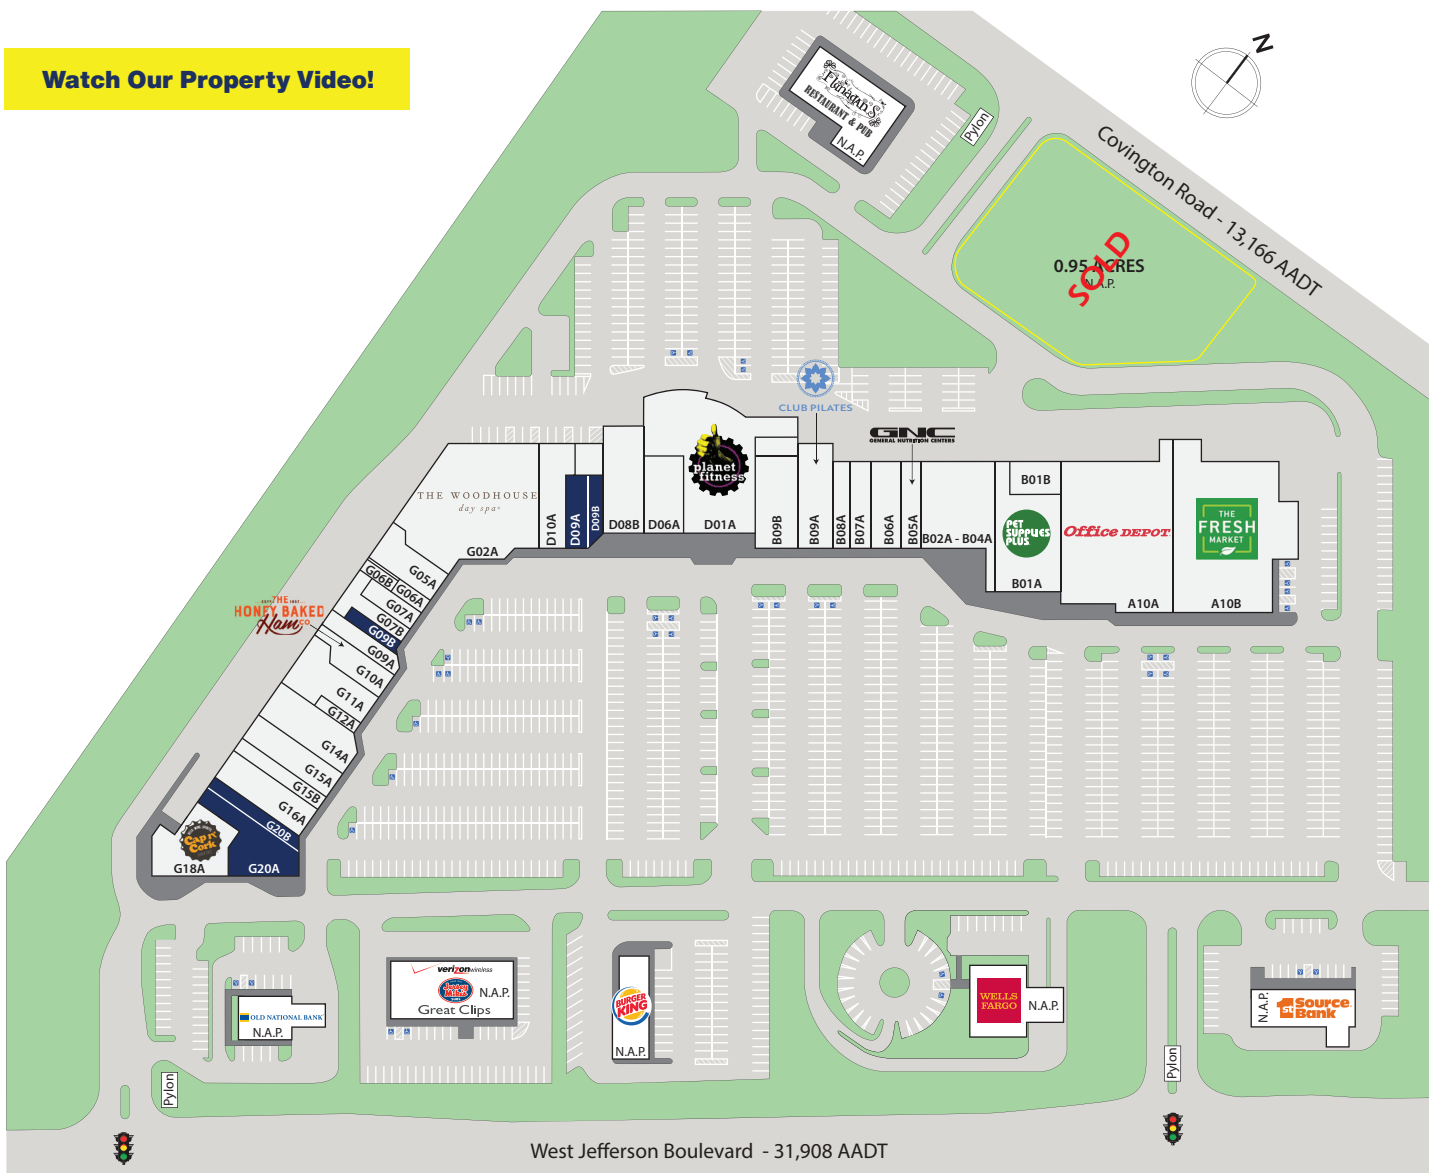 Watch Our Property Video!
N
Flanagan's
RESTAURANT & PUB
N.A.P.
Pylon
Covington Road - 13,166 AADT
0.95 ACRES
N.A.P.
SOLD
CLUB PILATES
GNC
GENERAL NUTRITION CENTERS
planet
fitness
THE WOODHOUSE
day spa
G02A
D10A
D09A
D09B
D08B
D06A
D01A
B09B
B09A
B08A
B07A
B06A
B05A
B02A - B04A
B01B
PET
SUPPLIES
PLUS
B01A
Office DEPOT
A10A
THE
FRESH
MARKET
A10B
G05A
G06B
G06A
G07A
G07B
G09B
THE
HONEY BAKED
Ham CO.
G09A
G10A
G11A
G12A
G14A
G15A
G15B
G16A
G20B
Cap n'
Cork
G18A
G20A
OLD NATIONAL BANK
N.A.P.
verizon wireless
Jersey
Mike's
SUBS
N.A.P.
Great Clips
BURGER
KING
N.A.P.
WELLS
FARGO
N.A.P.
N.A.P.
1st Source
Bank
Pylon
Pylon
West Jefferson Boulevard - 31,908 AADT